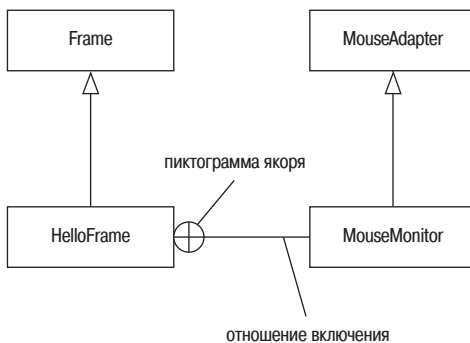 Frame
MouseAdapter
пиктограмма якоря
HelloFrame
MouseMonitor
отношение включения